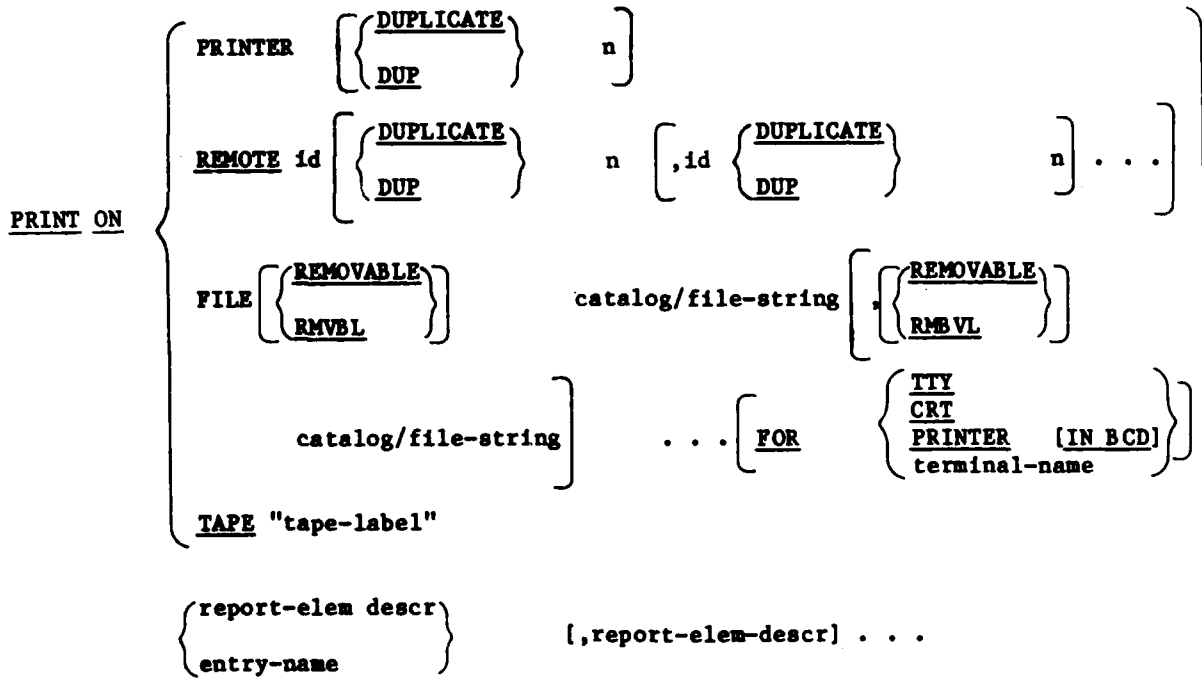 DUPLICATE
PRINTER n
DUP
DUPLICATE DUPLICATE
REMOTE id n [,id n] . . .
DUP DUP
PRINT ON
REMOVABLE REMOVABLE
FILE catalog/file-string ,
RMVBL RMBVL
TTY
CRT
catalog/file-string . . . FOR PRINTER [IN BCD]
terminal-name
TAPE "tape-label"
report-elem descr
[,report-elem-descr] . . .
entry-name